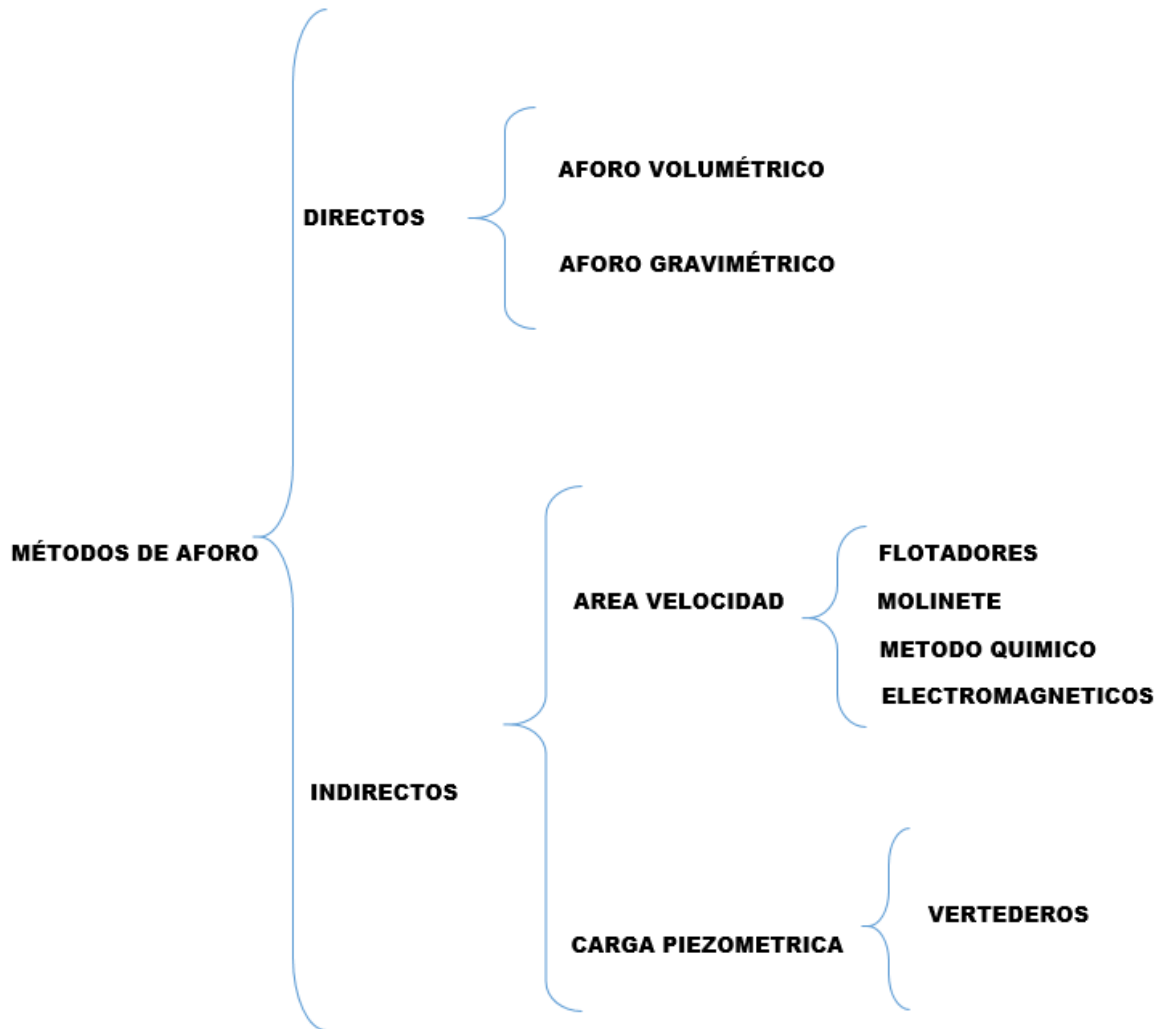 MÉTODOS DE AFORO
DIRECTOS
AFORO VOLUMÉTRICO
AFORO GRAVIMÉTRICO
INDIRECTOS
AREA VELOCIDAD
FLOTADORES
MOLINETE
METODO QUIMICO
ELECTROMAGNETICOS
CARGA PIEZOMETRICA
VERTEDEROS